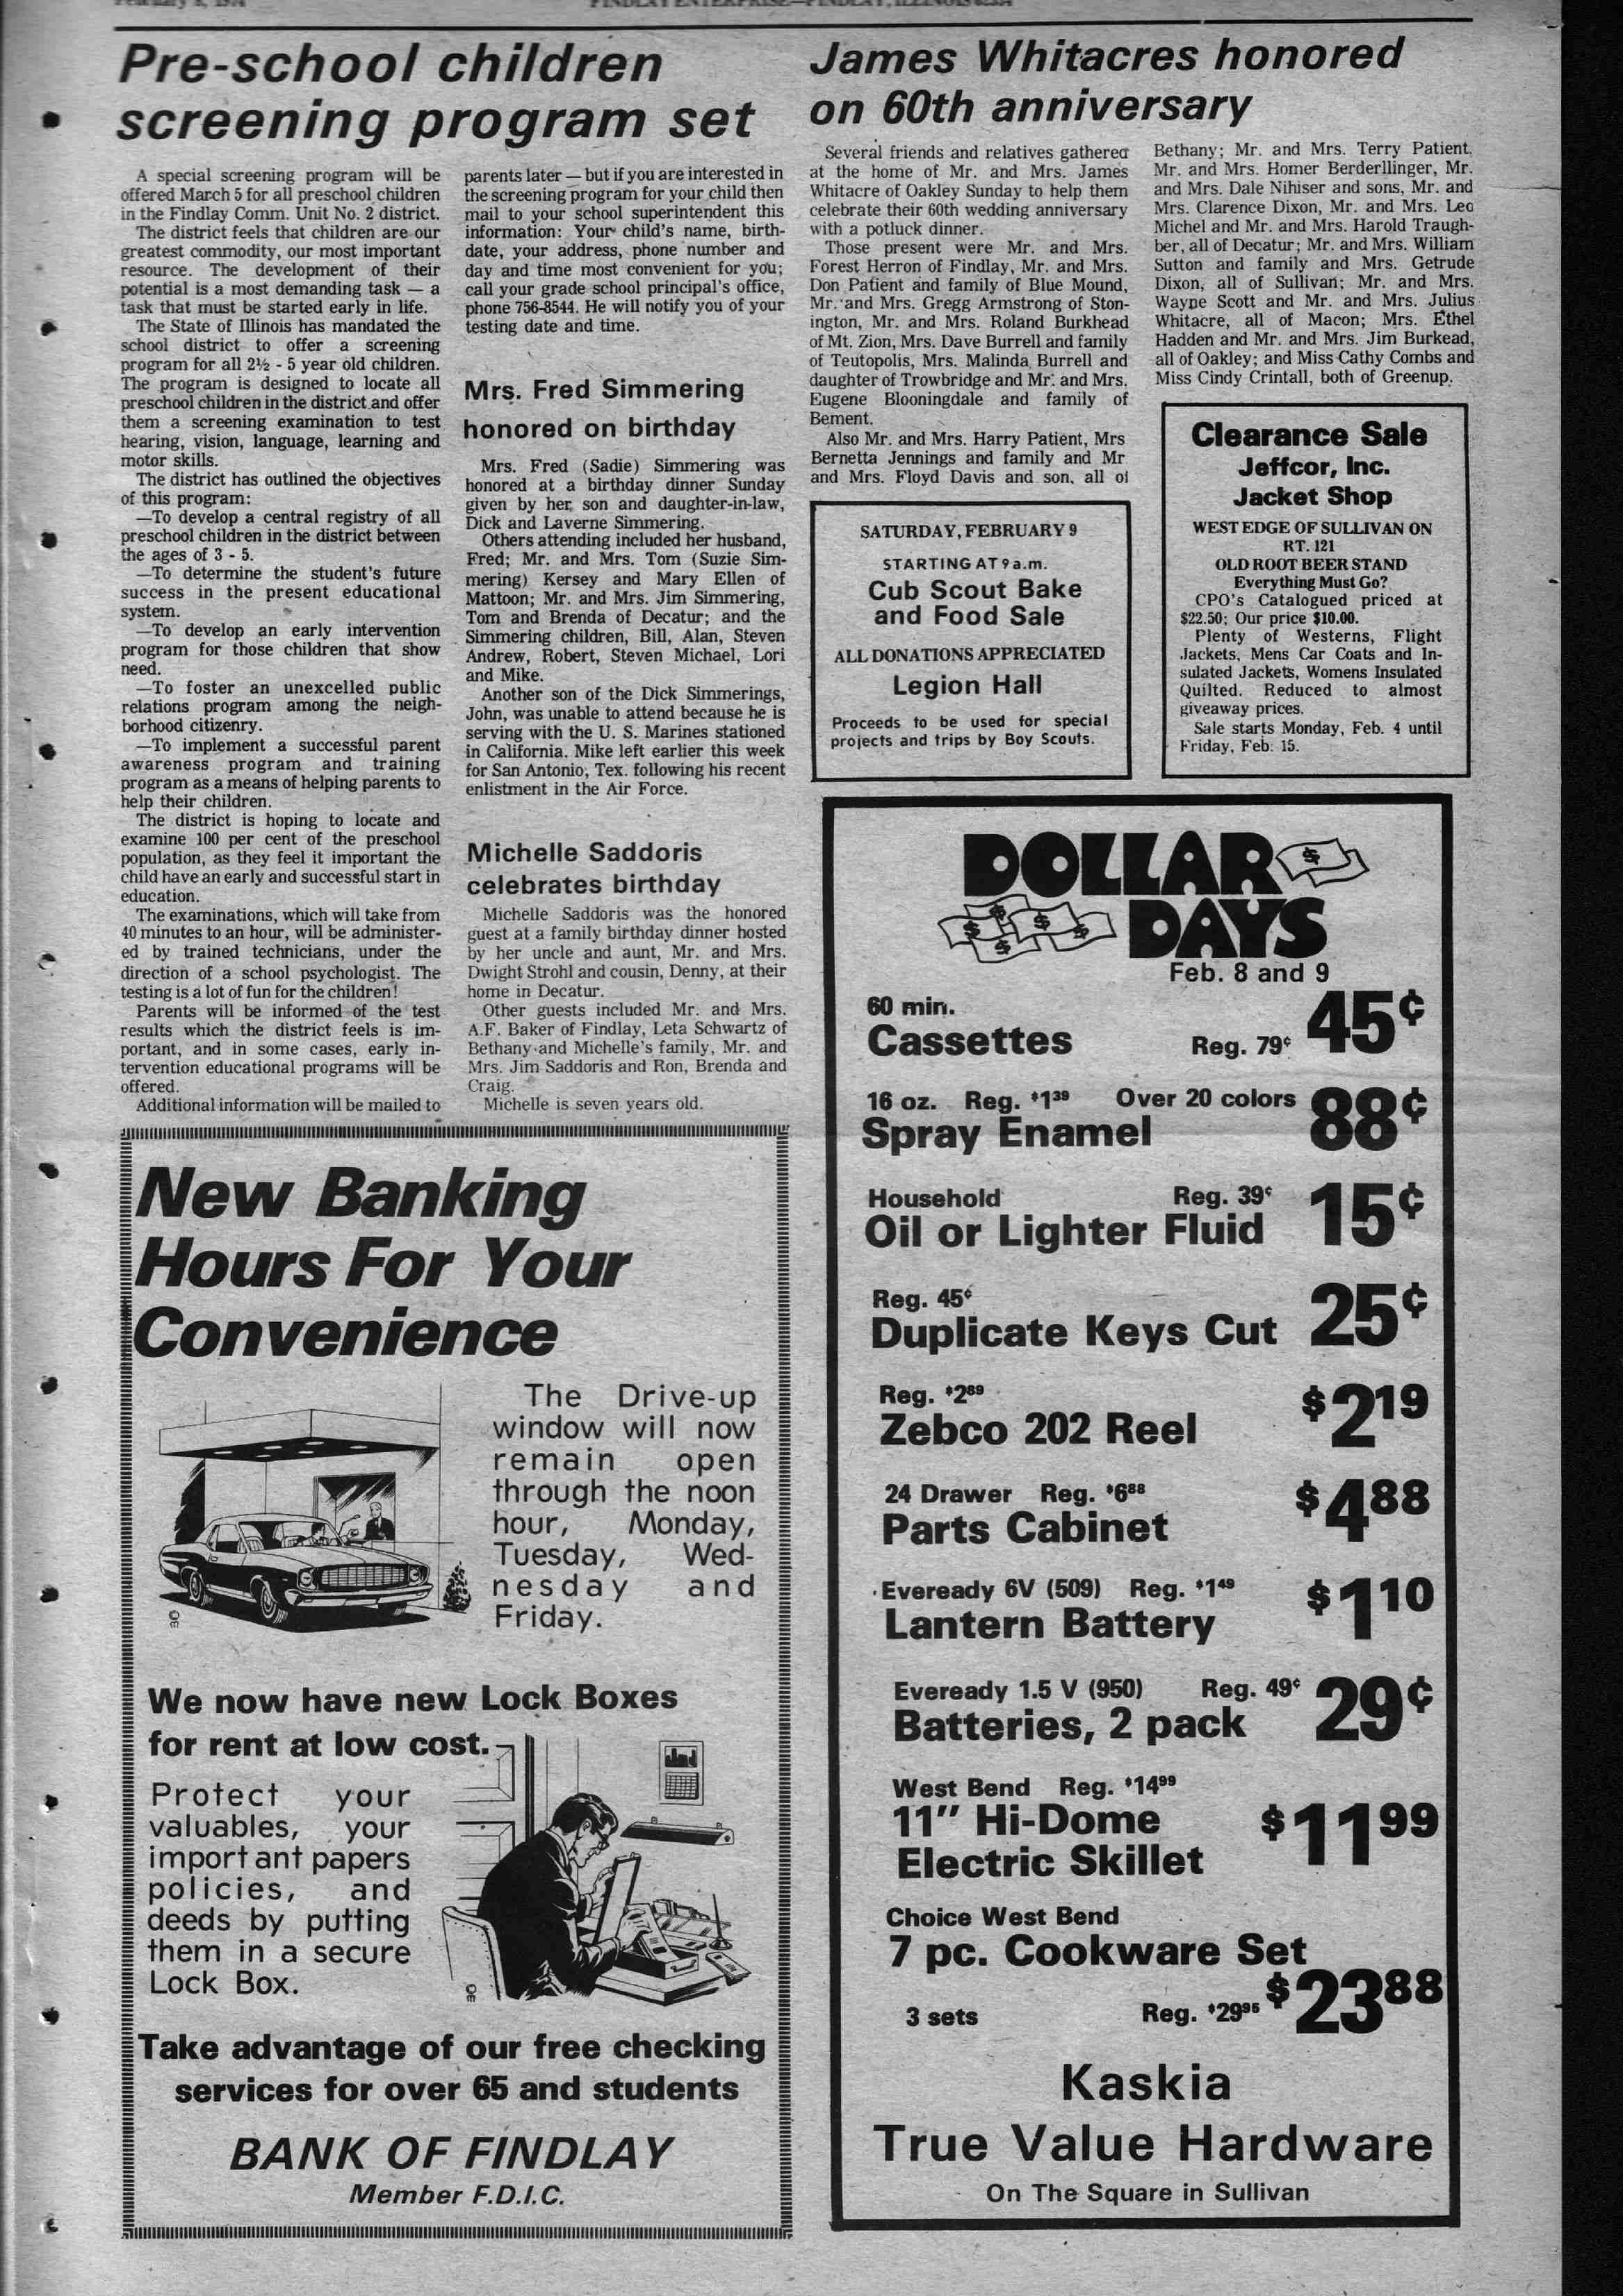 Pre-school children
screening program set
A special screening program will be
offered March 5 for all preschool children
in the Findlay Comm. Unit No. 2 district.
The district feels that children are our
greatest commodity, our most important
resource. The development of their
potential is a most demanding task — a
task that must be started early in life.
The State of Illinois has mandated the
school district to offer a screening
program for all 2½ - 5 year old children.
The program is designed to locate all
preschool children in the district and offer
them a screening examination to test
hearing, vision, language, learning and
motor skills.
The district has outlined the objectives
of this program:
—To develop a central registry of all
preschool children in the district between
the ages of 3 - 5.
—To determine the student's future
success in the present educational
system.
—To develop an early intervention
program for those children that show
need.
—To foster an unexcelled public
relations program among the neigh-
borhood citizenry.
—To implement a successful parent
awareness program and training
program as a means of helping parents to
help their children.
The district is hoping to locate and
examine 100 per cent of the preschool
population, as they feel it important the
child have an early and successful start in
education.
The examinations, which will take from
40 minutes to an hour, will be administer-
ed by trained technicians, under the
direction of a school psychologist. The
testing is a lot of fun for the children!
Parents will be informed of the test
results which the district feels is im-
portant, and in some cases, early in-
tervention educational programs will be
offered.
Additional information will be mailed to
parents later — but if you are interested in
the screening program for your child then
mail to your school superintendent this
information: Your child's name, birth-
date, your address, phone number and
day and time most convenient for you;
call your grade school principal's office,
phone 756-8544. He will notify you of your
testing date and time.
Mrs. Fred Simmering
honored on birthday
Mrs. Fred (Sadie) Simmering was
honored at a birthday dinner Sunday
given by her son and daughter-in-law,
Dick and Laverne Simmering.
Others attending included her husband,
Fred; Mr. and Mrs. Tom (Suzie Sim-
mering) Kersey and Mary Ellen of
Mattoon; Mr. and Mrs. Jim Simmering,
Tom and Brenda of Decatur; and the
Simmering children, Bill, Alan, Steven
Andrew, Robert, Steven Michael, Lori
and Mike.
Another son of the Dick Simmerings,
John, was unable to attend because he is
serving with the U. S. Marines stationed
in California. Mike left earlier this week
for San Antonio, Tex. following his recent
enlistment in the Air Force.
Michelle Saddoris
celebrates birthday
Michelle Saddoris was the honored
guest at a family birthday dinner hosted
by her uncle and aunt, Mr. and Mrs.
Dwight Strohl and cousin, Denny, at their
home in Decatur.
Other guests included Mr. and Mrs.
A.F. Baker of Findlay, Leta Schwartz of
Bethany and Michelle's family, Mr. and
Mrs. Jim Saddoris and Ron, Brenda and
Craig.
Michelle is seven years old.
James Whitacres honored
on 60th anniversary
Several friends and relatives gathered
at the home of Mr. and Mrs. James
Whitacre of Oakley Sunday to help them
celebrate their 60th wedding anniversary
with a potluck dinner.
Those present were Mr. and Mrs.
Forest Herron of Findlay, Mr. and Mrs.
Don Patient and family of Blue Mound,
Mr. and Mrs. Gregg Armstrong of Ston-
ington, Mr. and Mrs. Roland Burkhead
of Mt. Zion, Mrs. Dave Burrell and family
of Teutopolis, Mrs. Malinda Burrell and
daughter of Trowbridge and Mr. and Mrs.
Eugene Blooningdale and family of
Bement.
Also Mr. and Mrs. Harry Patient, Mrs
Bernetta Jennings and family and Mr
and Mrs. Floyd Davis and son, all of
Bethany; Mr. and Mrs. Terry Patient,
Mr. and Mrs. Homer Berderllinger, Mr.
and Mrs. Dale Nihiser and sons, Mr. and
Mrs. Clarence Dixon, Mr. and Mrs. Leo
Michel and Mr. and Mrs. Harold Traugh-
ber, all of Decatur; Mr. and Mrs. William
Sutton and family and Mrs. Getrude
Dixon, all of Sullivan; Mr. and Mrs.
Wayne Scott and Mr. and Mrs. Julius
Whitacre, all of Macon; Mrs. Ethel
Hadden and Mr. and Mrs. Jim Burkead,
all of Oakley; and Miss Cathy Combs and
Miss Cindy Crintall, both of Greenup.
SATURDAY, FEBRUARY 9
STARTING AT 9 a.m.
Cub Scout Bake
and Food Sale
ALL DONATIONS APPRECIATED
Legion Hall
Proceeds to be used for special
projects and trips by Boy Scouts.
Clearance Sale
Jeffcor, Inc.
Jacket Shop
WEST EDGE OF SULLIVAN ON
RT. 121
OLD ROOT BEER STAND
Everything Must Go?
CPO's Catalogued priced at
$22.50; Our price $10.00.
Plenty of Westerns, Flight
Jackets, Mens Car Coats and In-
sulated Jackets, Womens Insulated
Quilted. Reduced to almost
giveaway prices.
Sale starts Monday, Feb. 4 until
Friday, Feb. 15.
New Banking
Hours For Your
Convenience
The Drive-up
window will now
remain open
through the noon
hour, Monday,
Tuesday, Wed-
nesday and
Friday.
We now have new Lock Boxes
for rent at low cost.
Protect your
valuables, your
important papers
policies, and
deeds by putting
them in a secure
Lock Box.
Take advantage of our free checking
services for over 65 and students
BANK OF FINDLAY
Member F.D.I.C.
DOLLAR
DAYS
Feb. 8 and 9
60 min.
Cassettes Reg. 79¢ 45¢
16 oz. Reg. $1 39 Over 20 colors
Spray Enamel 88¢
Household Reg. 39¢
Oil or Lighter Fluid 15¢
Reg. 45¢
Duplicate Keys Cut 25¢
Reg. $2 89
Zebco 202 Reel $2 19
24 Drawer Reg. $6 88
Parts Cabinet $4 88
Eveready 6V (509) Reg. $1 49
Lantern Battery $1 10
Eveready 1.5 V (950) Reg. 49¢
Batteries, 2 pack 29¢
West Bend Reg. $14 99
11" Hi-Dome
Electric Skillet $11 99
Choice West Bend
7 pc. Cookware Set
3 sets Reg. $29 95 $23 88
Kaskia
True Value Hardware
On The Square in Sullivan